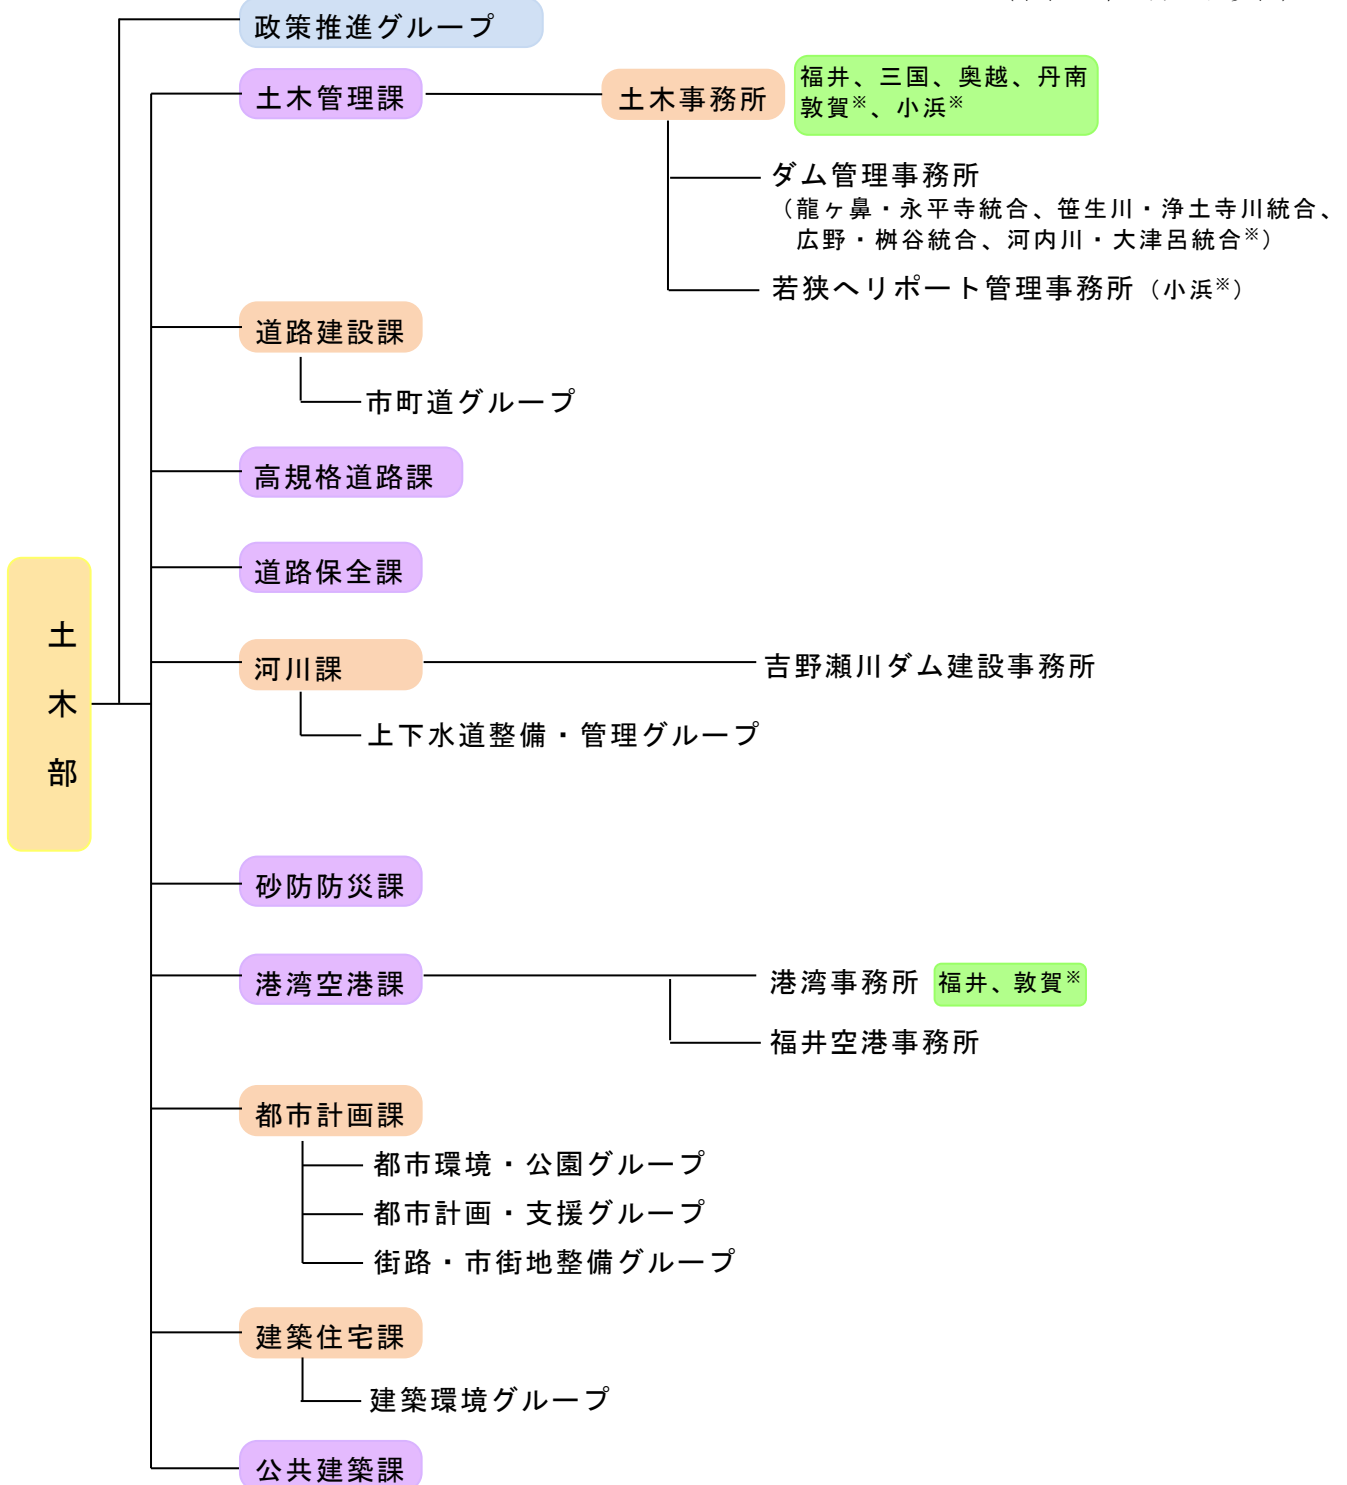 政策推進グループ
土木管理課
土木事務所
福井、三国、奥越、丹南
敦賀※、小浜※
ダム管理事務所
（龍ヶ鼻・永平寺統合、笹生川・浄土寺川統合、
広野・桝谷統合、河内川・大津呂統合※）
若狭ヘリポート管理事務所（小浜※）
道路建設課
市町道グループ
高規格道路課
道路保全課
土木部
河川課
吉野瀬川ダム建設事務所
上下水道整備・管理グループ
砂防防災課
港湾空港課
港湾事務所
福井、敦賀※
福井空港事務所
都市計画課
都市環境・公園グループ
都市計画・支援グループ
街路・市街地整備グループ
建築住宅課
建築環境グループ
公共建築課